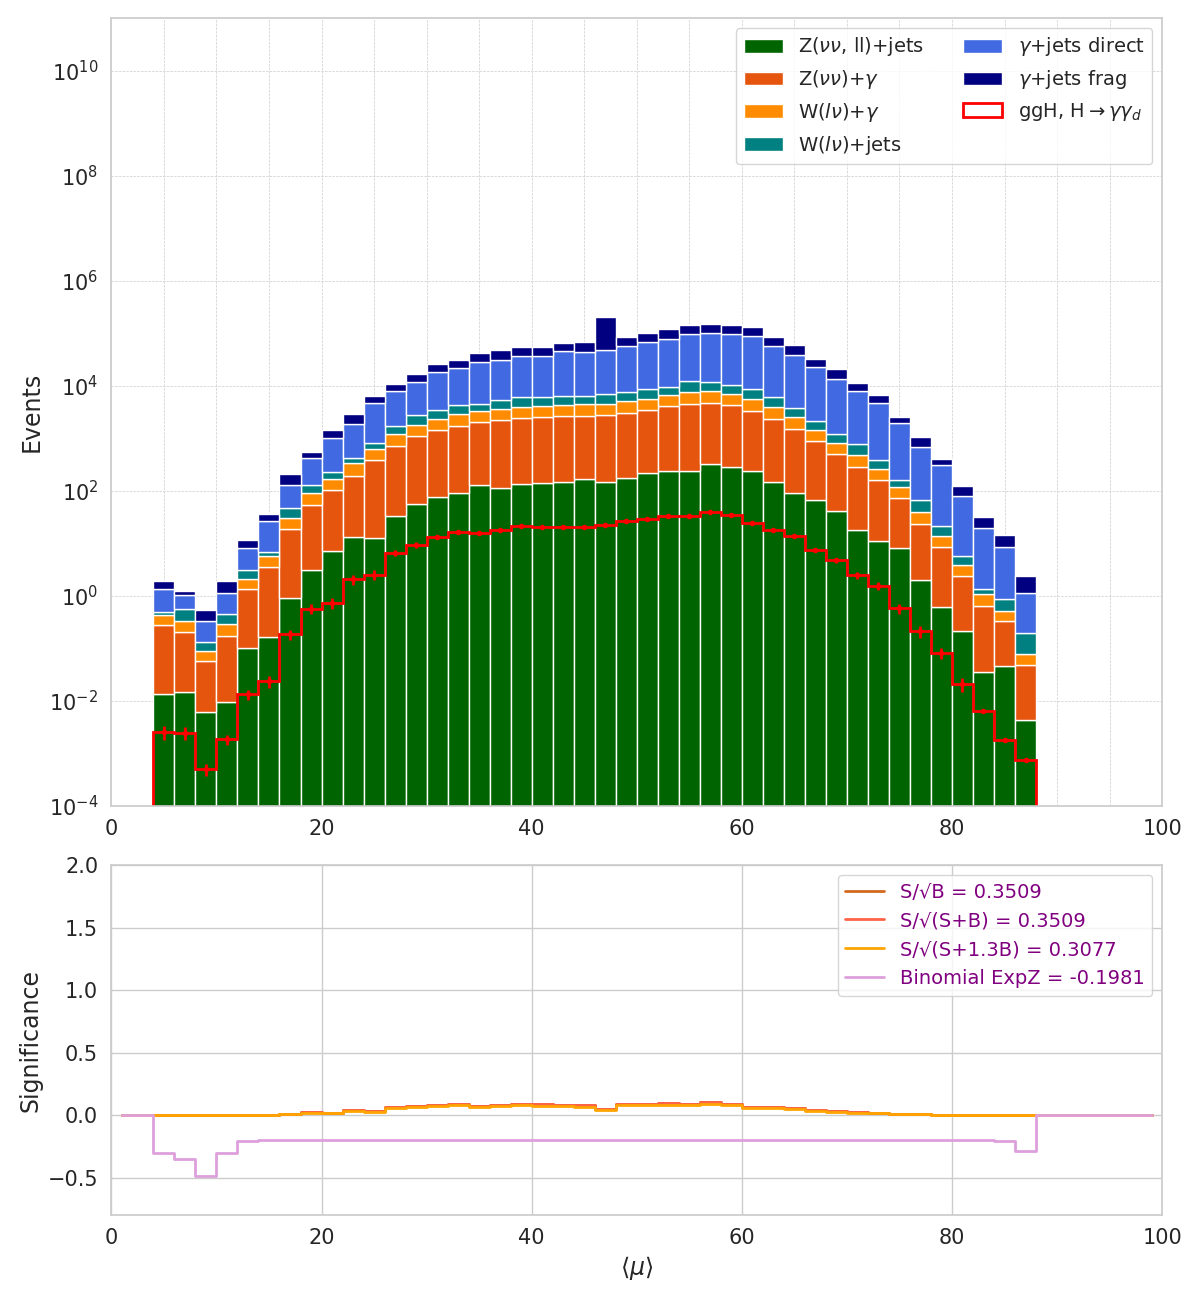 Events
10^10
10^8
10^6
10^4
10^2
10^0
10^−2
10^−4
0 20 40 60 80 100
Z(νν, ll)+jets
Z(νν)+γ
W(lν)+γ
W(lν)+jets
γ+jets direct
γ+jets frag
ggH, H→γγ_d
Significance
2.0
1.5
1.0
0.5
0.0
−0.5
0 20 40 60 80 100
S/√B = 0.3509
S/√(S+B) = 0.3509
S/√(S+1.3B) = 0.3077
Binomial ExpZ = -0.1981
⟨μ⟩